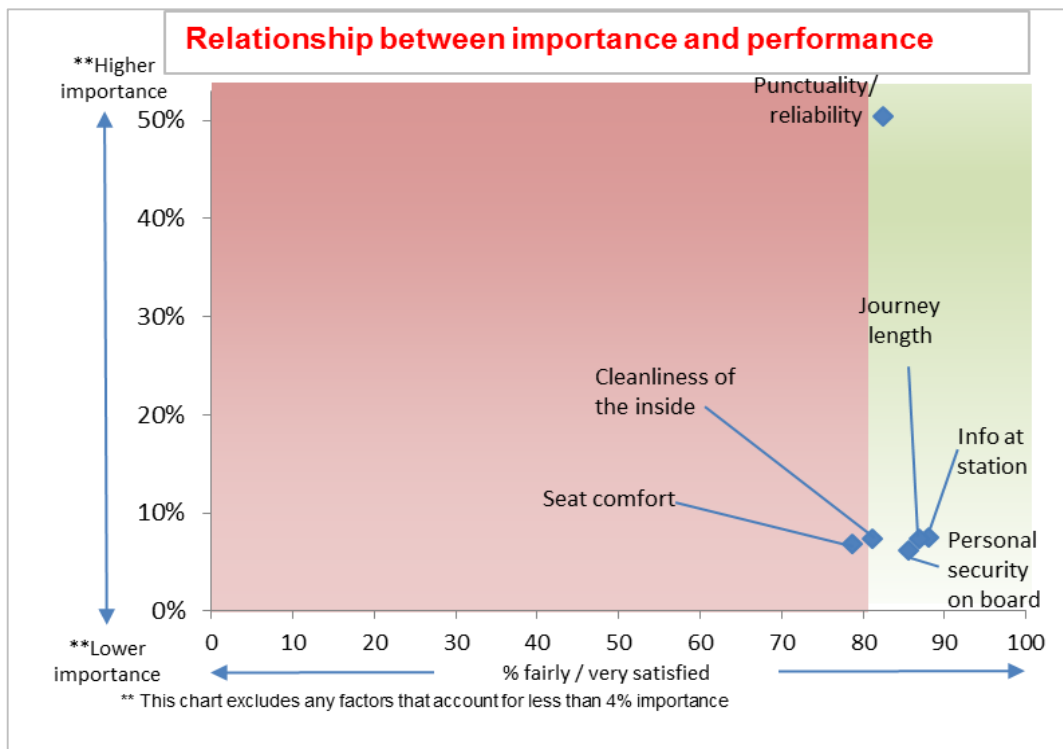 Relationship between importance and performance
**Higher
importance
Punctuality/
reliability
50%
40%
30%
20%
10%
0%
Journey
length
Cleanliness of
the inside
Info at
station
Seat comfort
Personal
security
on board
**Lower
importance
0 10 20 30 40 50 60 70 80 90 100
% fairly / very satisfied
** This chart excludes any factors that account for less than 4% importance